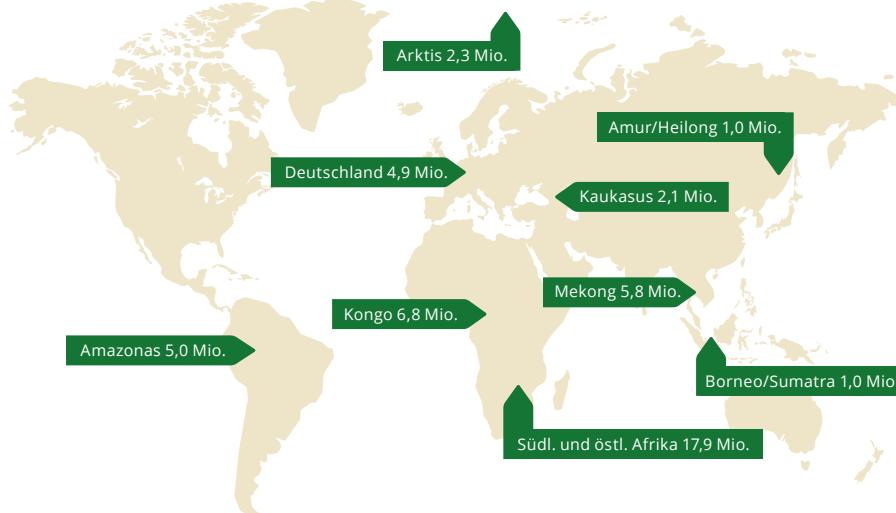 Arktis 2,3 Mio.
Amur/Heilong 1,0 Mio.
Deutschland 4,9 Mio.
Kaukasus 2,1 Mio.
Mekong 5,8 Mio.
Kongo 6,8 Mio.
Amazonas 5,0 Mio.
Borneo/Sumatra 1,0 Mio
Südl. und östl. Afrika 17,9 Mio.